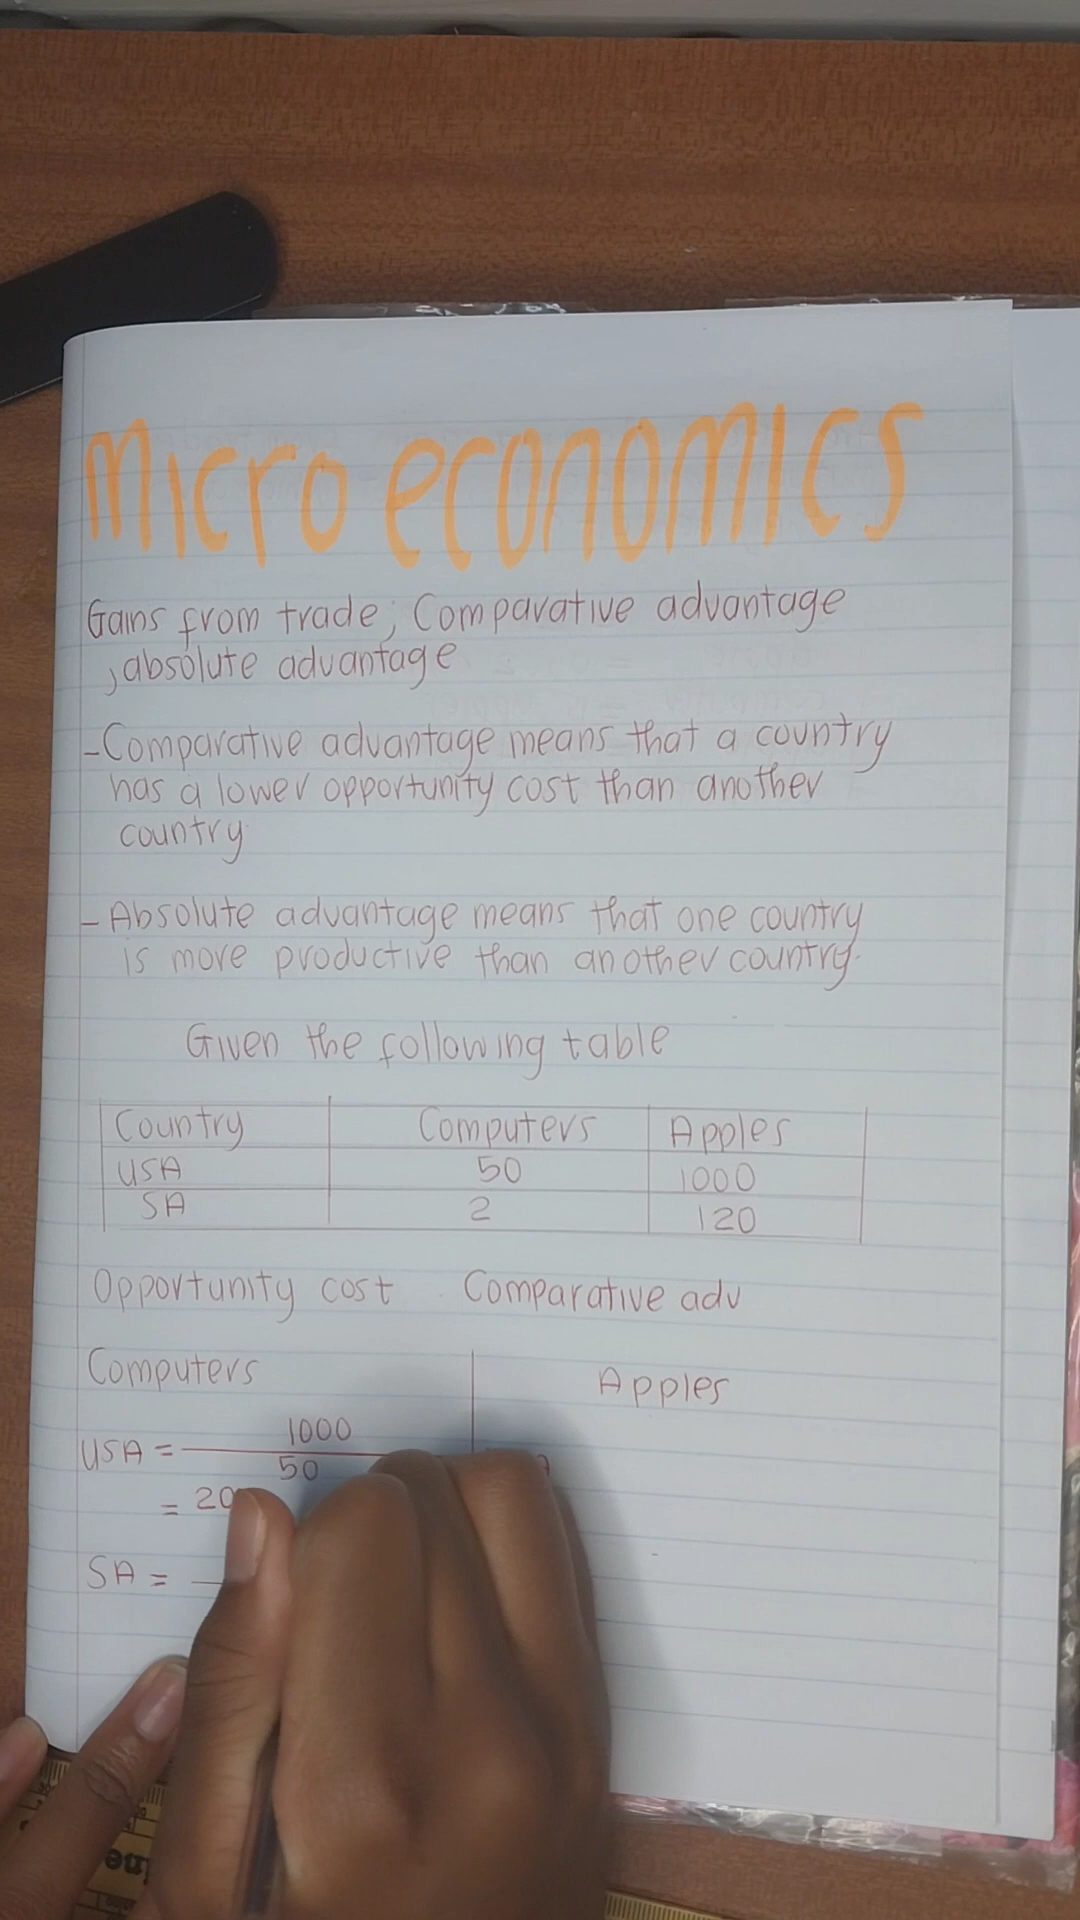 Microeconomics
Gains from trade; Comparative advantage
, absolute advantage
- Comparative advantage means that a country
has a lower opportunity cost than another
country
- Absolute advantage means that one country
is more productive than another country.
Given the following table
Country Computers Apples
USA 50 1000
SA 2 120
Opportunity cost Comparative adv
Computers Apples
USA = 1000
50
= 20
SA =